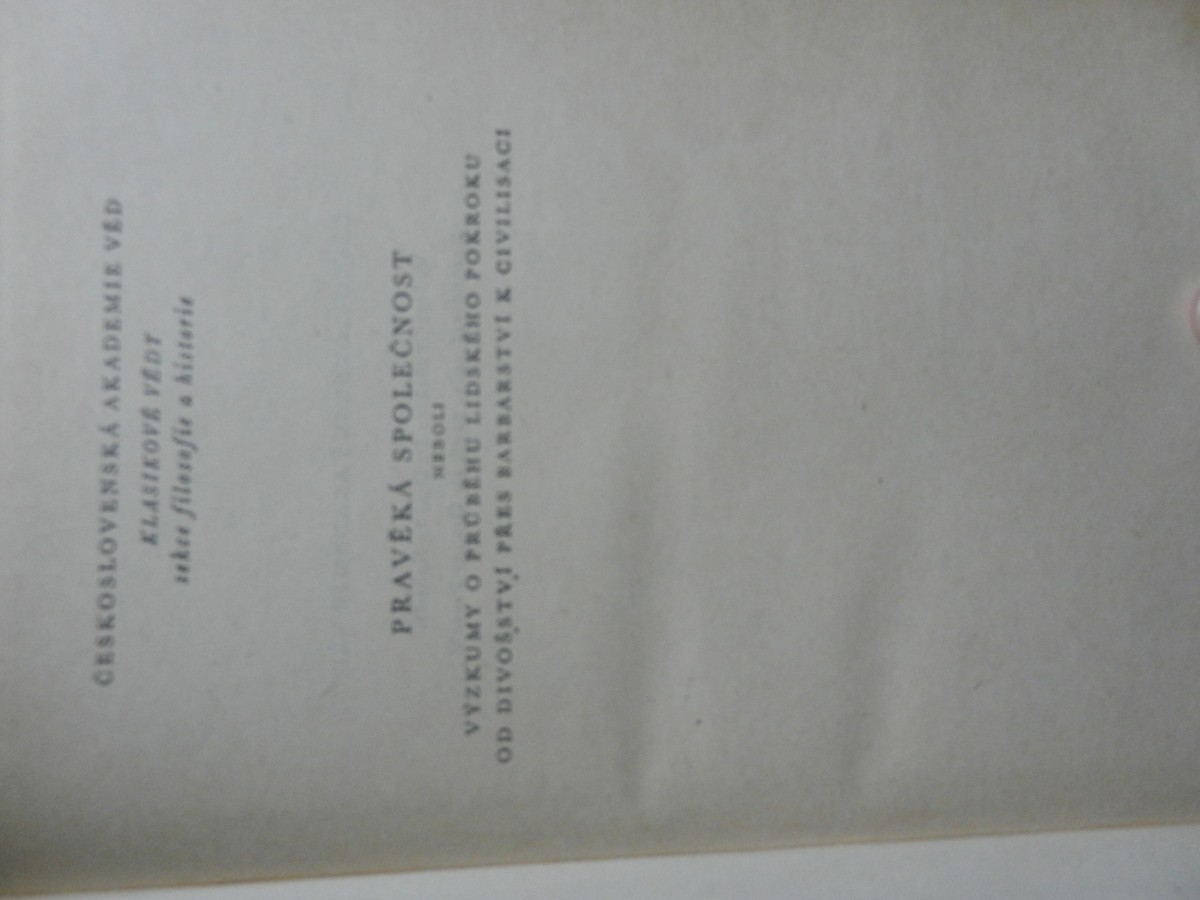 ČESKOSLOVENSKÁ AKADEMIE VĚD
KLASIKOVÉ VĚDY
sekce filosofie a historie
PRAVĚKÁ SPOLEČNOST
NEBOLI
VÝZKUMY O PRŮBĚHU LIDSKÉHO POKROKU
OD DIVOŠSTVÍ PŘES BARBARSTVÍ K CIVILISACI